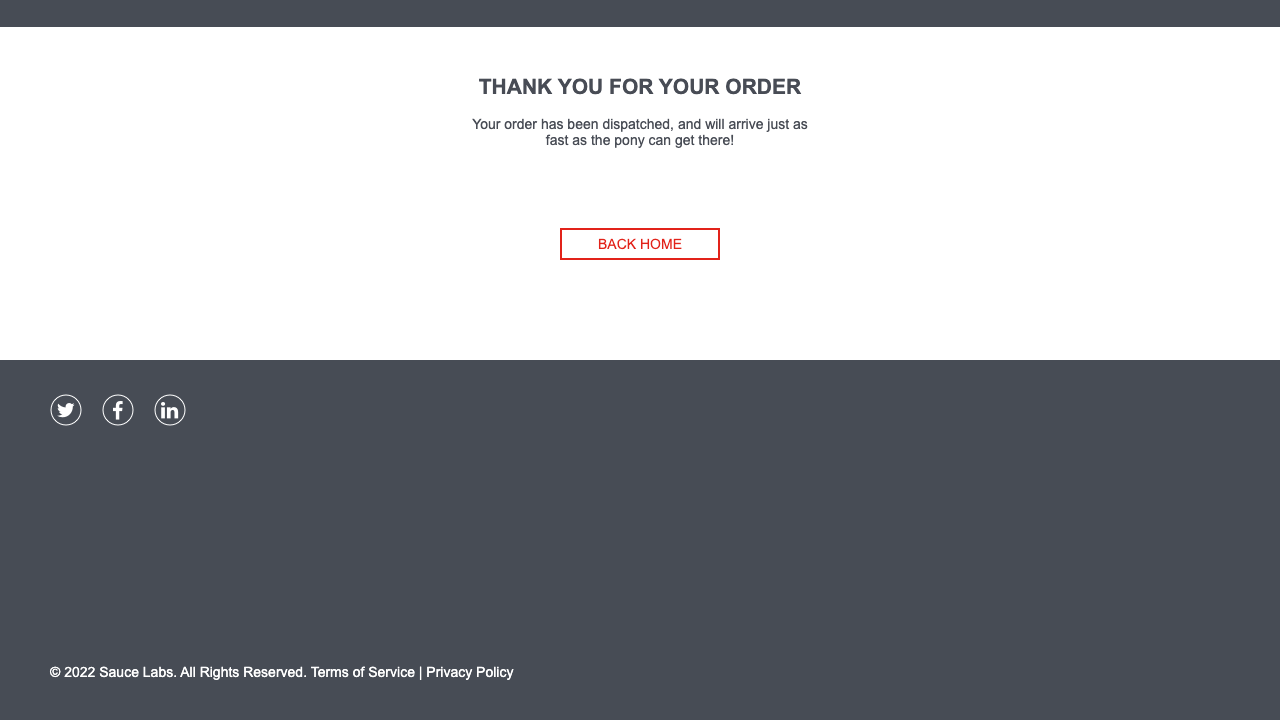 THANK YOU FOR YOUR ORDER
Your order has been dispatched, and will arrive just as
fast as the pony can get there!
BACK HOME
© 2022 Sauce Labs. All Rights Reserved. Terms of Service | Privacy Policy